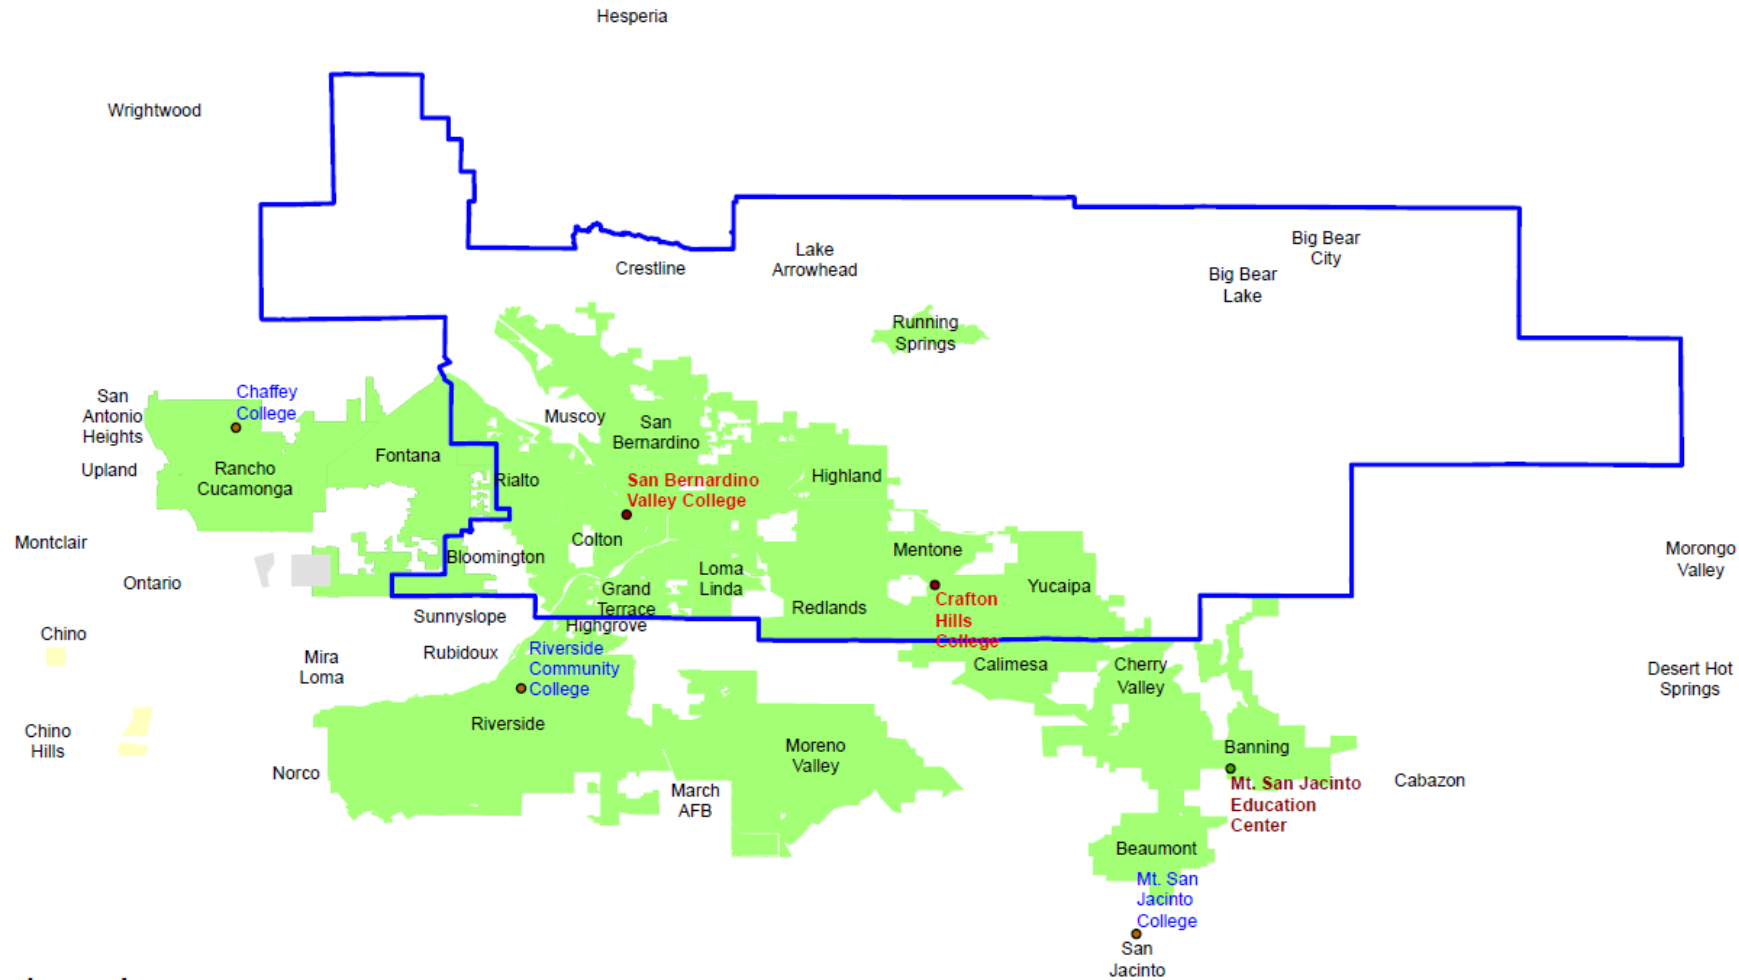 Hesperia
Wrightwood
Big Bear
City
Lake
Arrowhead
Crestline
Big Bear
Lake
Running
Springs
San
Antonio
Heights
Chaffey
College
Muscoy
San
Bernardino
Fontana
Upland
Rancho
Cucamonga
Rialto
San Bernardino
Valley College
Highland
Montclair
Colton
Bloomington
Mentone
Morongo
Valley
Ontario
Loma
Linda
Grand
Terrace
Yucaipa
Redlands
Crafton
Hills
College
Sunnyslope
Highgrove
Chino
Rubidoux
Riverside
Community
College
Mira
Loma
Calimesa
Cherry
Valley
Desert Hot
Springs
Riverside
Chino
Hills
Moreno
Valley
Banning
Norco
March
AFB
Cabazon
Mt. San Jacinto
Education
Center
Beaumont
Mt. San
Jacinto
College
San
Jacinto